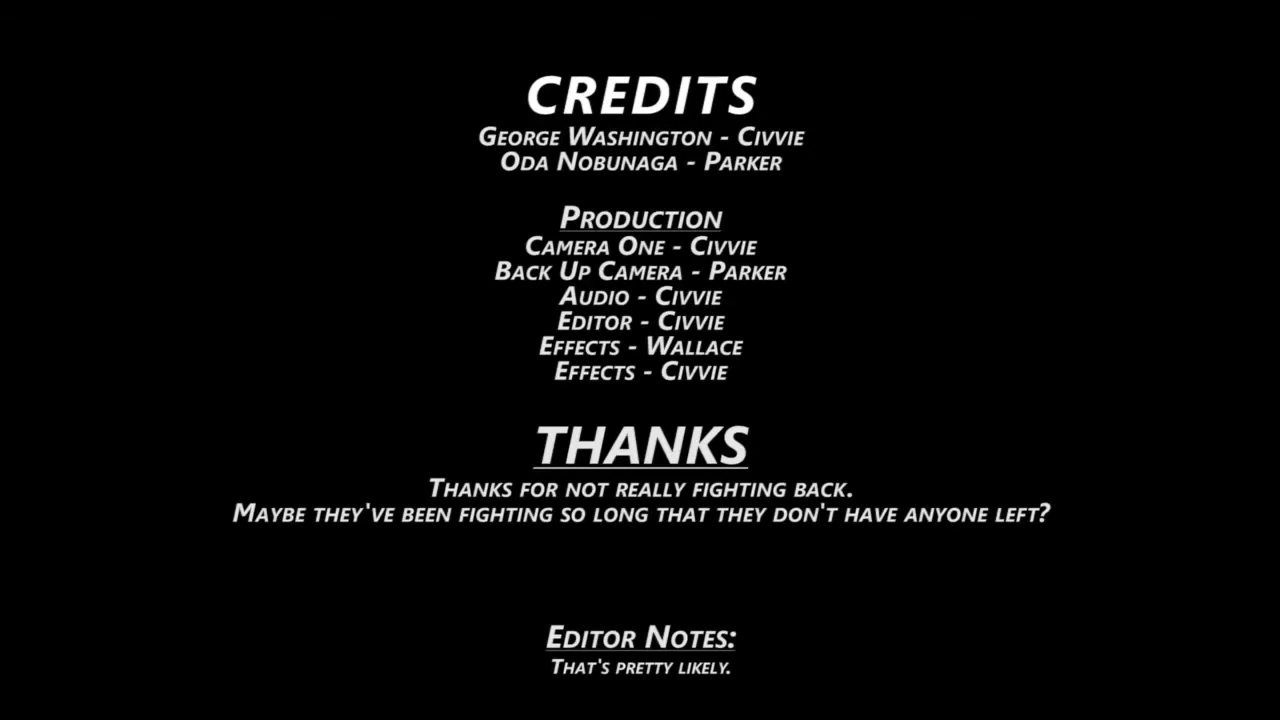 CREDITS
George Washington - Civvie
Oda Nobunaga - Parker
Production
Camera One - Civvie
Back Up Camera - Parker
Audio - Civvie
Editor - Civvie
Effects - Wallace
Effects - Civvie
THANKS
Thanks for not really fighting back.
Maybe they've been fighting so long that they don't have anyone left?
Editor Notes:
That's pretty likely.